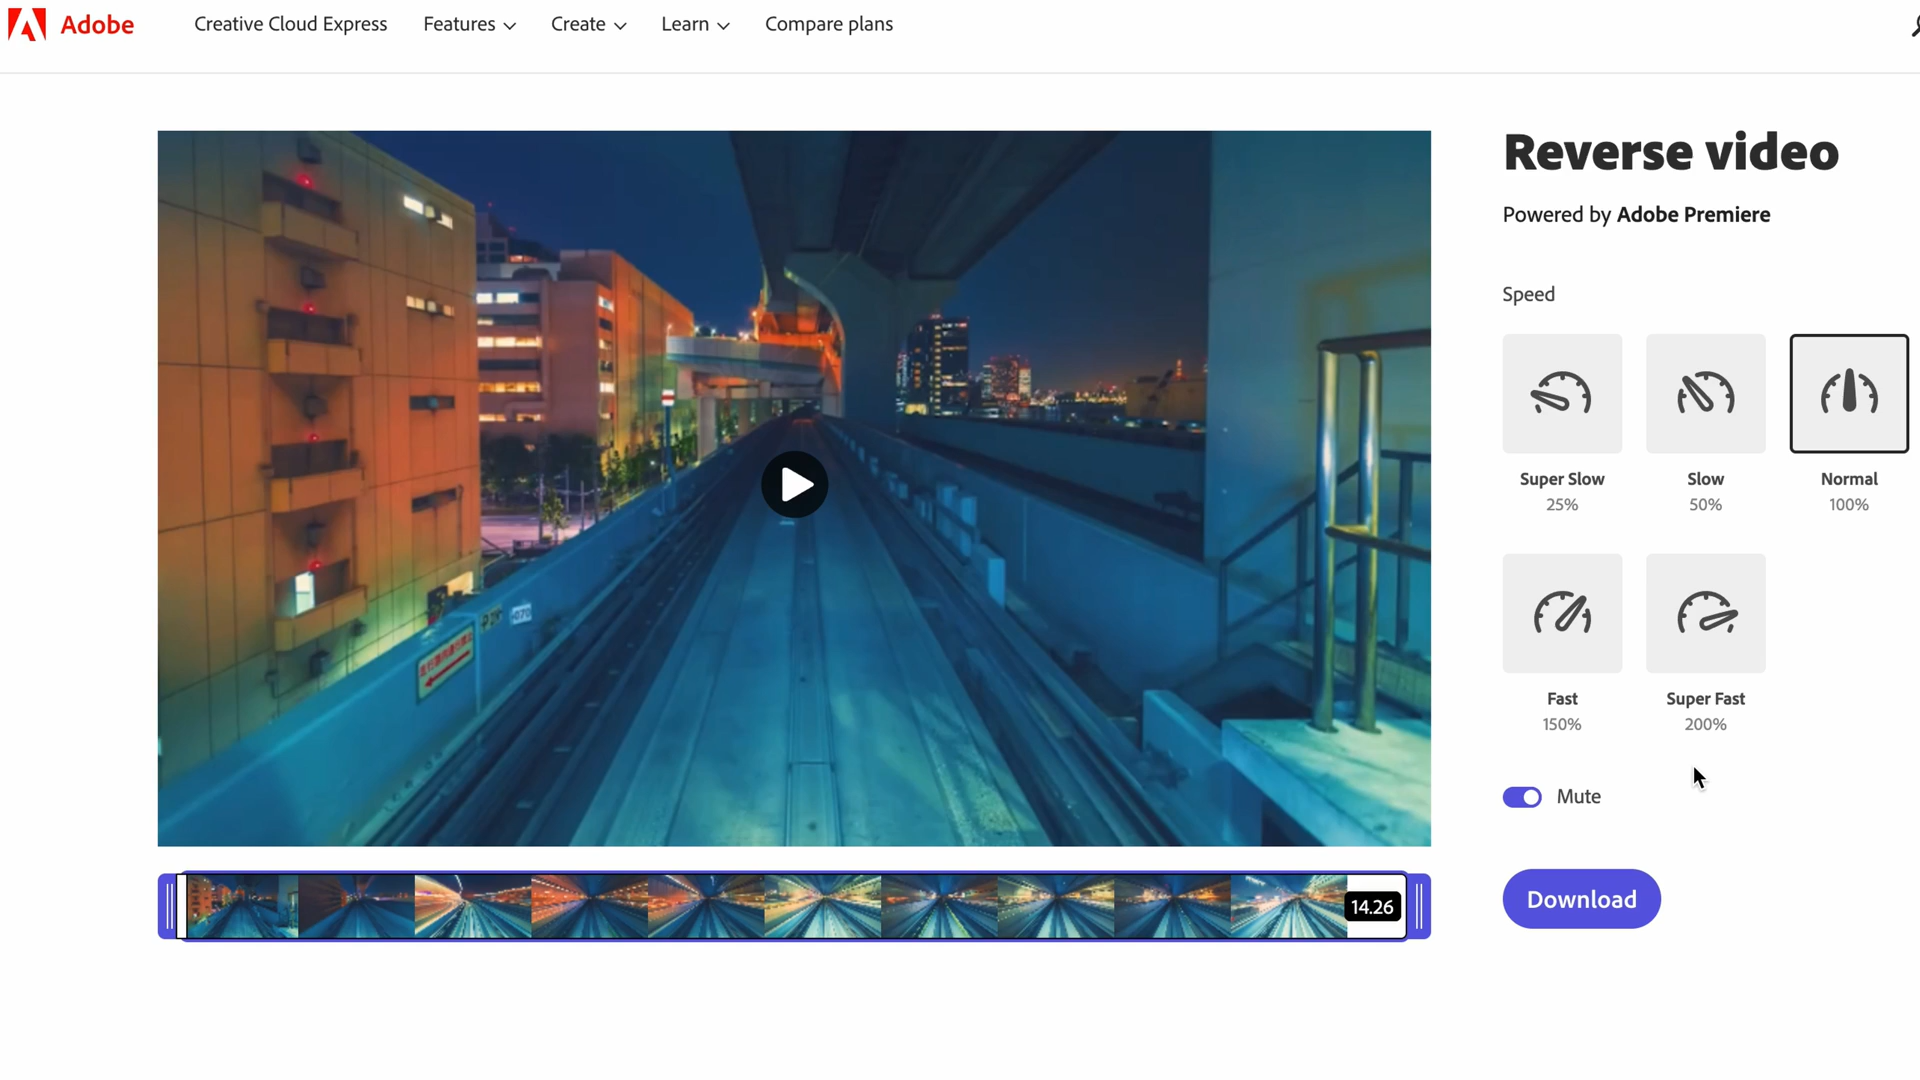 Adobe
Creative Cloud Express
Features
Create
Learn
Compare plans
Reverse video
Powered by Adobe Premiere
Speed
Super Slow
25%
Slow
50%
Normal
100%
Fast
150%
Super Fast
200%
Mute
14.26
Download